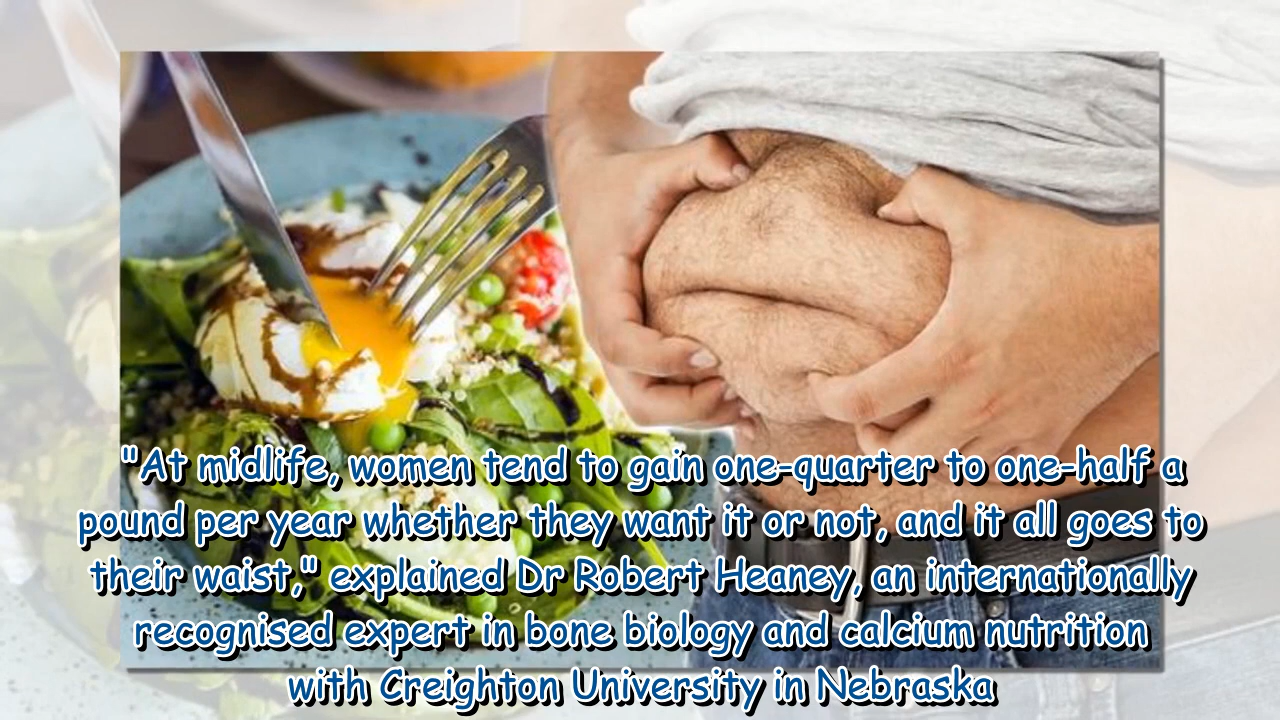 "At midlife, women tend to gain one-quarter to one-half a
pound per year whether they want it or not, and it all goes to
their waist," explained Dr Robert Heaney, an internationally
recognised expert in bone biology and calcium nutrition
with Creighton University in Nebraska